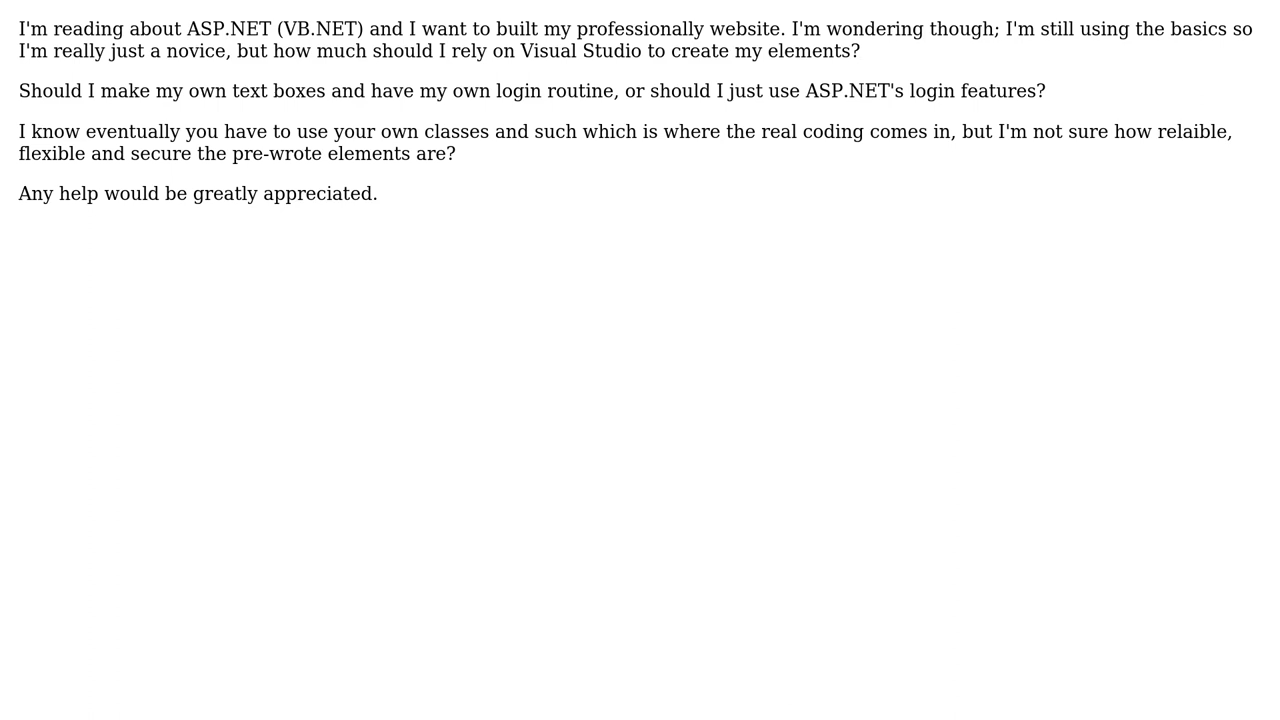 I'm reading about ASP.NET (VB.NET) and I want to built my professionally website. I'm wondering though; I'm still using the basics so
I'm really just a novice, but how much should I rely on Visual Studio to create my elements?
Should I make my own text boxes and have my own login routine, or should I just use ASP.NET's login features?
I know eventually you have to use your own classes and such which is where the real coding comes in, but I'm not sure how relaible,
flexible and secure the pre-wrote elements are?
Any help would be greatly appreciated.